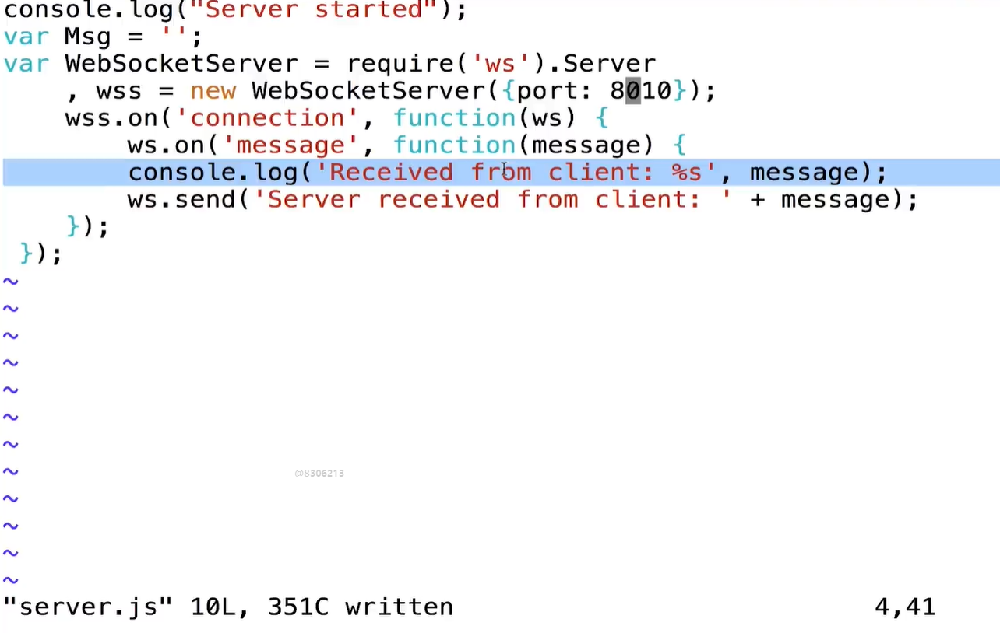 console.log("Server started");
var Msg = '';
var WebSocketServer = require('ws').Server
    , wss = new WebSocketServer({port: 8010});
    wss.on('connection', function(ws) {
        ws.on('message', function(message) {
        console.log('Received from client: %s', message);
        ws.send('Server received from client: ' + message);
    });
 });
~
~
~
~
~
~
~
@8306213
~
~
~
~
~
"server.js" 10L, 351C written 4,41